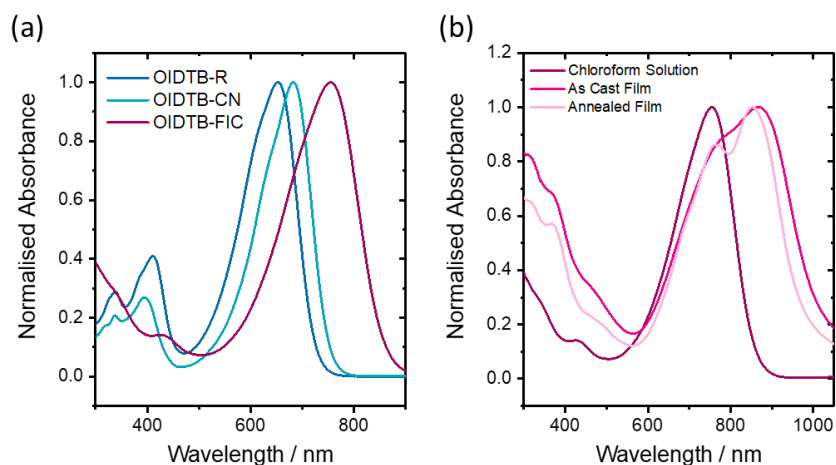 (a)
1.0
0.8
0.6
0.4
0.2
0.0
Normalised Absorbance
OIDTB-R
OIDTB-CN
OIDTB-FIC
400
600
800
Wavelength / nm
(b)
1.2
1.0
0.8
0.6
0.4
0.2
0.0
Normalised Absorbance
Chloroform Solution
As Cast Film
Annealed Film
400
600
800
1000
Wavelength / nm